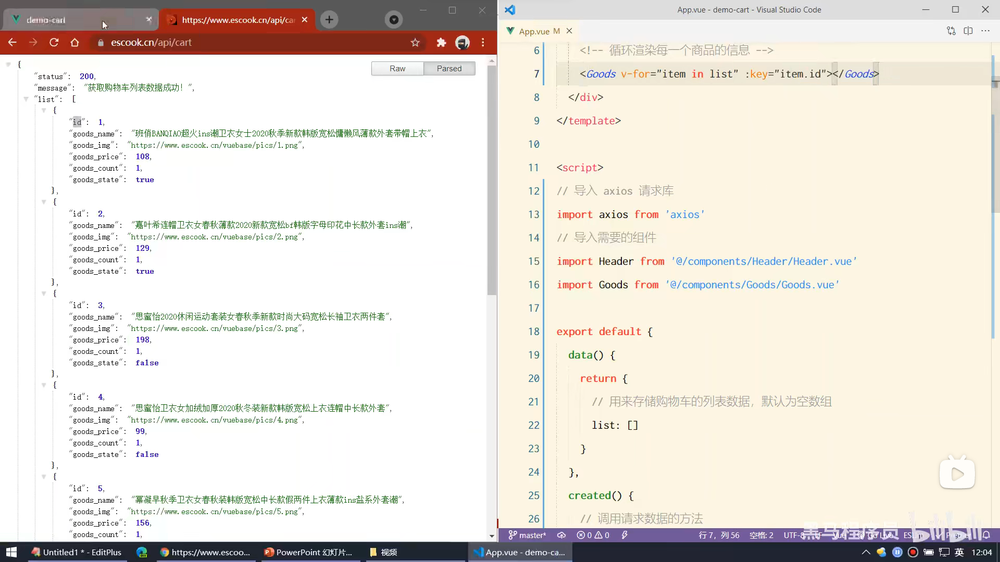 demo-cart
https://www.escook.cn/api/car
App.vue - demo-cart - Visual Studio Code
escook.cn/api/cart
App.vue M
Raw
Parsed
{
"status": 200,
"message": "获取购物车列表数据成功！",
"list": [
{
"id": 1,
"goods_name": "班俏BANQIAO超火ins潮卫衣女士2020秋季新款韩版宽松慵懒风薄款外套带帽上衣",
"goods_img": "https://www.escook.cn/vuebase/pics/1.png",
"goods_price": 108,
"goods_count": 1,
"goods_state": true
},
{
"id": 2,
"goods_name": "嘉叶希连帽卫衣女春秋薄款2020新款宽松bf韩版字母印花中长款外套ins潮",
"goods_img": "https://www.escook.cn/vuebase/pics/2.png",
"goods_price": 129,
"goods_count": 1,
"goods_state": true
},
{
"id": 3,
"goods_name": "思蜜怡2020休闲运动套装女春秋季新款时尚大码宽松长袖卫衣两件套",
"goods_img": "https://www.escook.cn/vuebase/pics/3.png",
"goods_price": 198,
"goods_count": 1,
"goods_state": false
},
{
"id": 4,
"goods_name": "思蜜怡卫衣女加绒加厚2020秋冬装新款韩版宽松上衣连帽中长款外套",
"goods_img": "https://www.escook.cn/vuebase/pics/4.png",
"goods_price": 99,
"goods_count": 1,
"goods_state": false
},
{
"id": 5,
"goods_name": "幂凝早秋季卫衣女春秋装韩版宽松中长款假两件上衣薄款ins盐系外套潮",
"goods_img": "https://www.escook.cn/vuebase/pics/5.png",
"goods_price": 156,
"goods_count": 1,
6 <!-- 循环渲染每一个商品的信息 -->
7 <Goods v-for="item in list" :key="item.id"></Goods>
8 </div>
9 </template>
10
11 <script>
12 // 导入 axios 请求库
13 import axios from 'axios'
14 // 导入需要的组件
15 import Header from '@/components/Header/Header.vue'
16 import Goods from '@/components/Goods/Goods.vue'
17
18 export default {
19 data() {
20 return {
21 // 用来存储购物车的列表数据，默认为空数组
22 list: []
23 }
24 },
25 created() {
26 // 调用请求数据的方法
黑马程序员 bilibili
master* 0 0 行 7，列 56 空格: 2 UTF-8 LF Vue Go Live ESLint Prettier
Untitled1 * - EditPlus
https://www.escoo...
PowerPoint 幻灯片...
视频
App.vue - demo-ca...
英
12:04